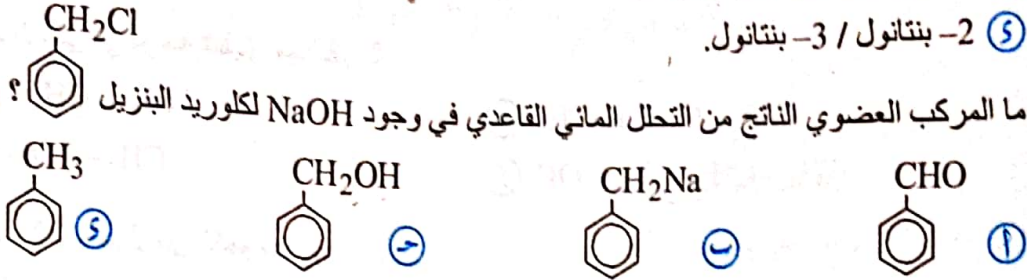 CH₂Cl
د 2– بنتانول / 3– بنتانول.
ما المركب العضوي الناتج من التحلل المائي القاعدي في وجود NaOH لكلوريد البنزيل ؟
أ CHO
ب CH₂Na
حـ CH₂OH
د CH₃